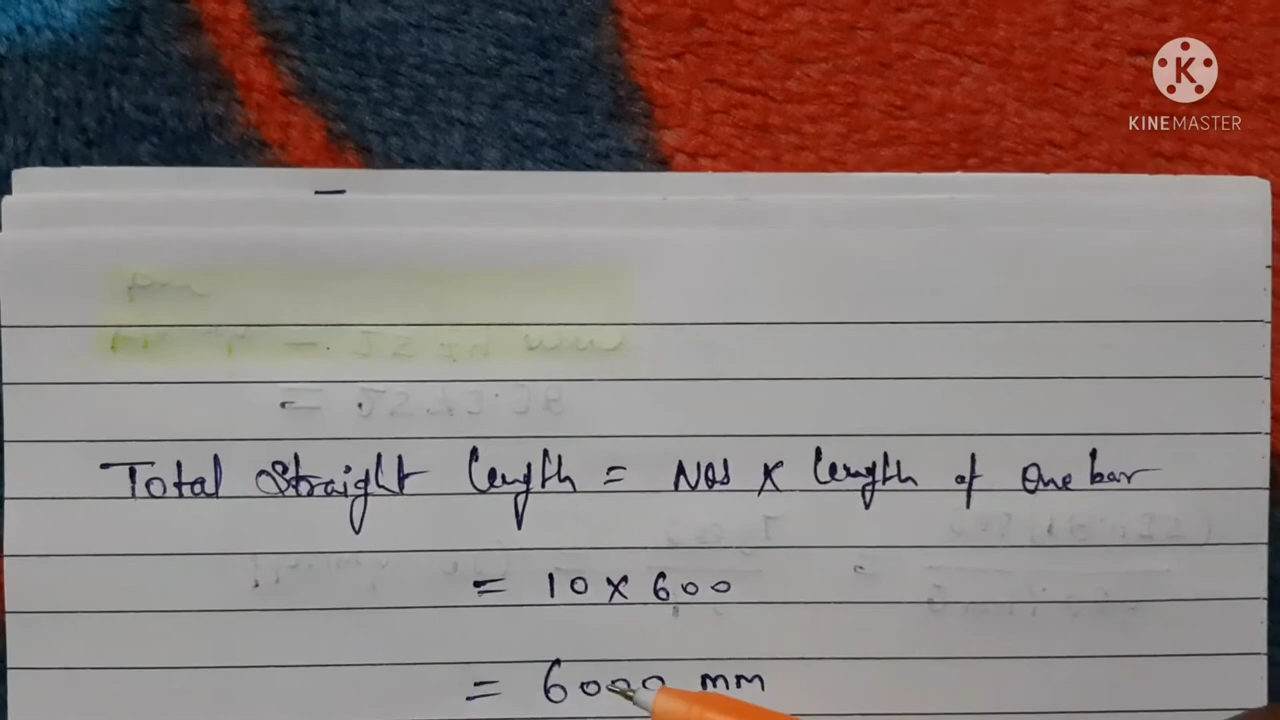 K
KINEMASTER
Total Straight length = Nos X length of one bar
= 10 x 600
= 6000 mm